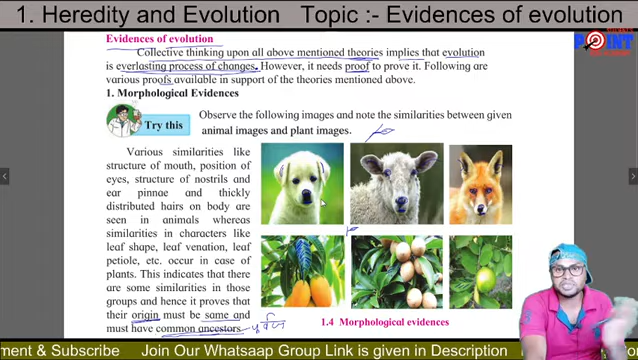 1. Heredity and Evolution Topic :- Evidences of evolution
POINT
Evidences of evolution
Collective thinking upon all above mentioned theories implies that evolution
is everlasting process of changes. However, it needs proof to prove it. Following are
various proofs available in support of the theories mentioned above.
1. Morphological Evidences
Try this
Observe the following images and note the similarities between given
animal images and plant images.
Various similarities like
structure of mouth, position of
eyes, structure of nostrils and
ear pinnae and thickly
distributed hairs on body are
seen in animals whereas
similarities in characters like
leaf shape, leaf venation, leaf
petiole, etc. occur in case of
plants. This indicates that there
are some similarities in those
groups and hence it proves that
their origin must be same and
must have common ancestors.
1.4 Morphological evidences
ment & Subscribe Join Our Whatsaap Group Link is given in Description